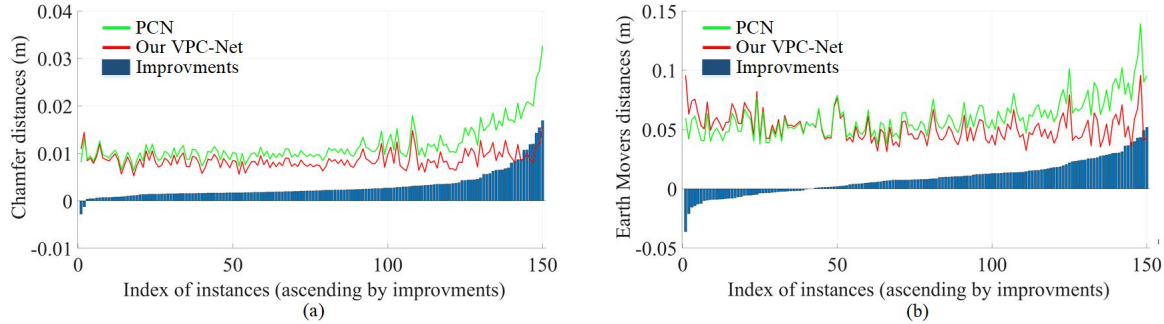 0.04
0.03
0.02
0.01
0
-0.01
Chamfer distances (m)
PCN
Our VPC-Net
Improvments
0
50
100
150
Index of instances (ascending by improvments)
(a)
0.15
0.1
0.05
0
-0.05
Earth Movers distances (m)
PCN
Our VPC-Net
Improvments
0
50
100
150
Index of instances (ascending by improvments)
(b)